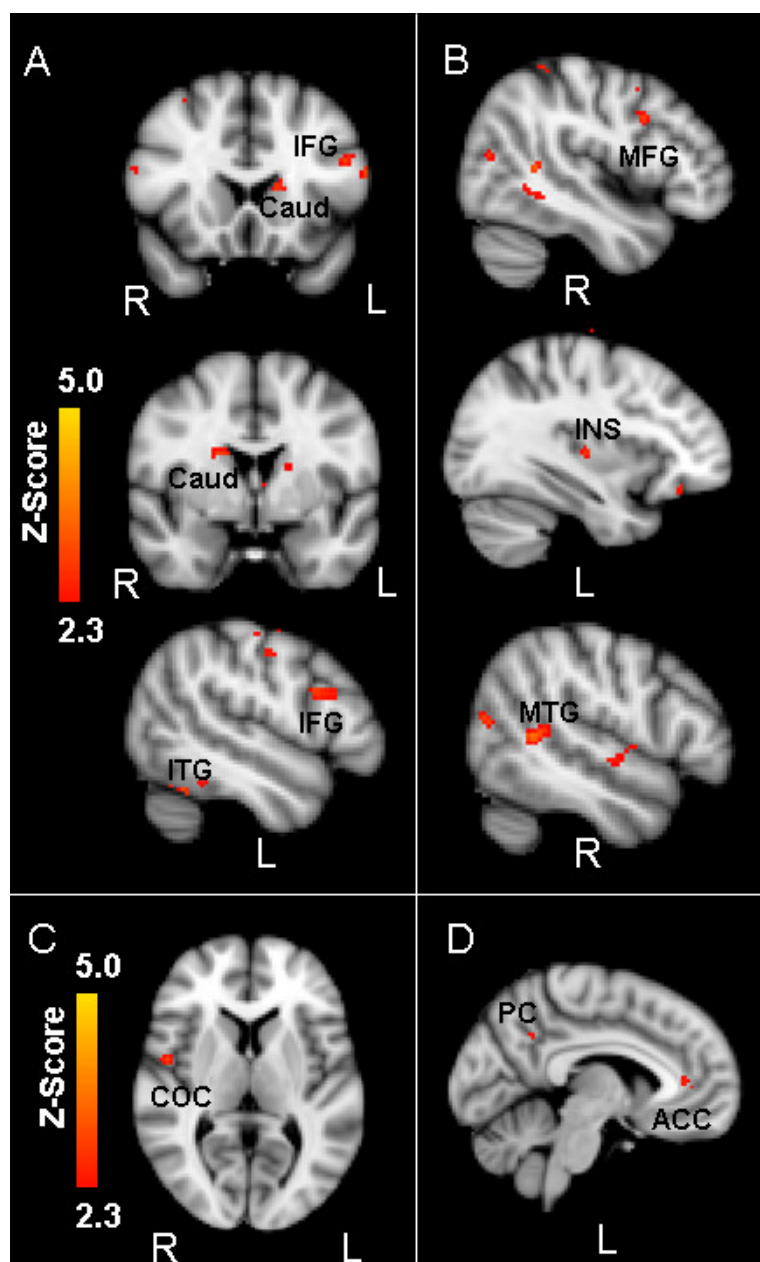 A
IFG
Caud
R L
5.0
Z-Score
2.3
Caud
R L
IFG
ITG
L
B
MFG
R
INS
L
MTG
R
C
5.0
Z-Score
2.3
COC
R L
D
PC
ACC
L